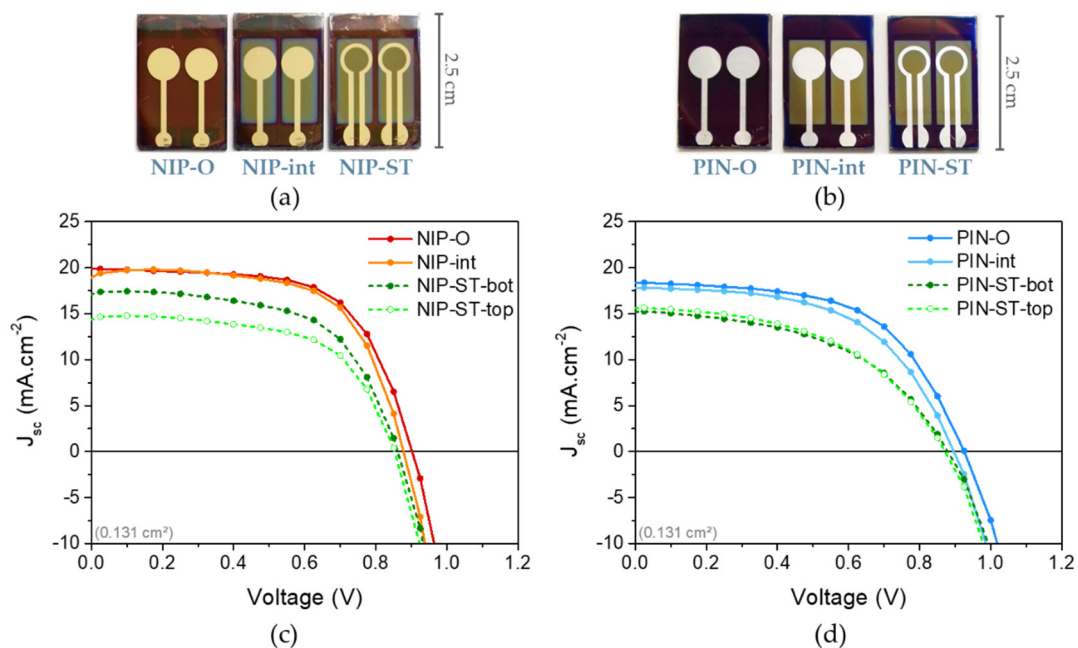 2.5 cm
NIP-O NIP-int NIP-ST
(a)
2.5 cm
PIN-O PIN-int PIN-ST
(b)
25
20
15
10
5
0
-5
-10
J_sc (mA.cm⁻²)
NIP-O
NIP-int
NIP-ST-bot
NIP-ST-top
(0.131 cm²)
0.0 0.2 0.4 0.6 0.8 1.0 1.2
Voltage (V)
(c)
25
20
15
10
5
0
-5
-10
J_sc (mA.cm⁻²)
PIN-O
PIN-int
PIN-ST-bot
PIN-ST-top
(0.131 cm²)
0.0 0.2 0.4 0.6 0.8 1.0 1.2
Voltage (V)
(d)